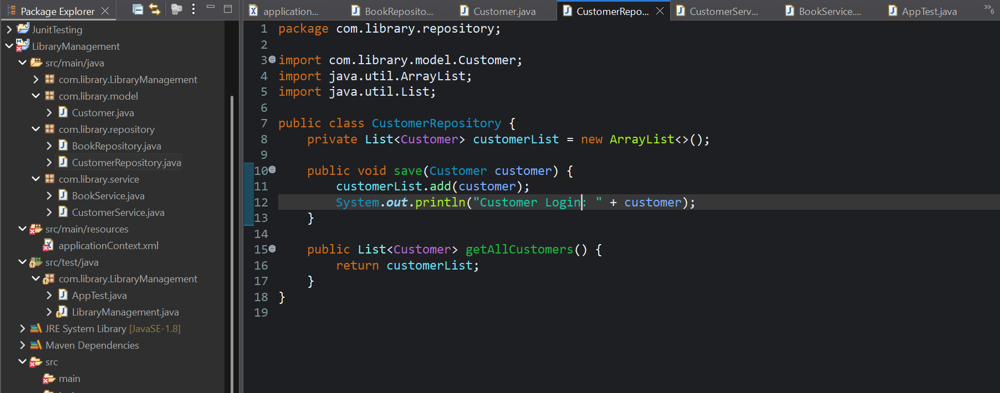 Package Explorer
JunitTesting
LibraryManagement
src/main/java
com.library.LibraryManagement
com.library.model
Customer.java
com.library.repository
BookRepository.java
CustomerRepository.java
com.library.service
BookService.java
CustomerService.java
src/main/resources
applicationContext.xml
src/test/java
com.library.LibraryManagement
AppTest.java
LibraryManagement.java
JRE System Library [JavaSE-1.8]
Maven Dependencies
src
main
application... BookReposito... Customer.java CustomerRepo... CustomerServ... BookService.... AppTest.java »6
1 package com.library.repository;
2
3 import com.library.model.Customer;
4 import java.util.ArrayList;
5 import java.util.List;
6
7 public class CustomerRepository {
8 private List<Customer> customerList = new ArrayList<>();
9
10 public void save(Customer customer) {
11 customerList.add(customer);
12 System.out.println("Customer Login: " + customer);
13 }
14
15 public List<Customer> getAllCustomers() {
16 return customerList;
17 }
18 }
19